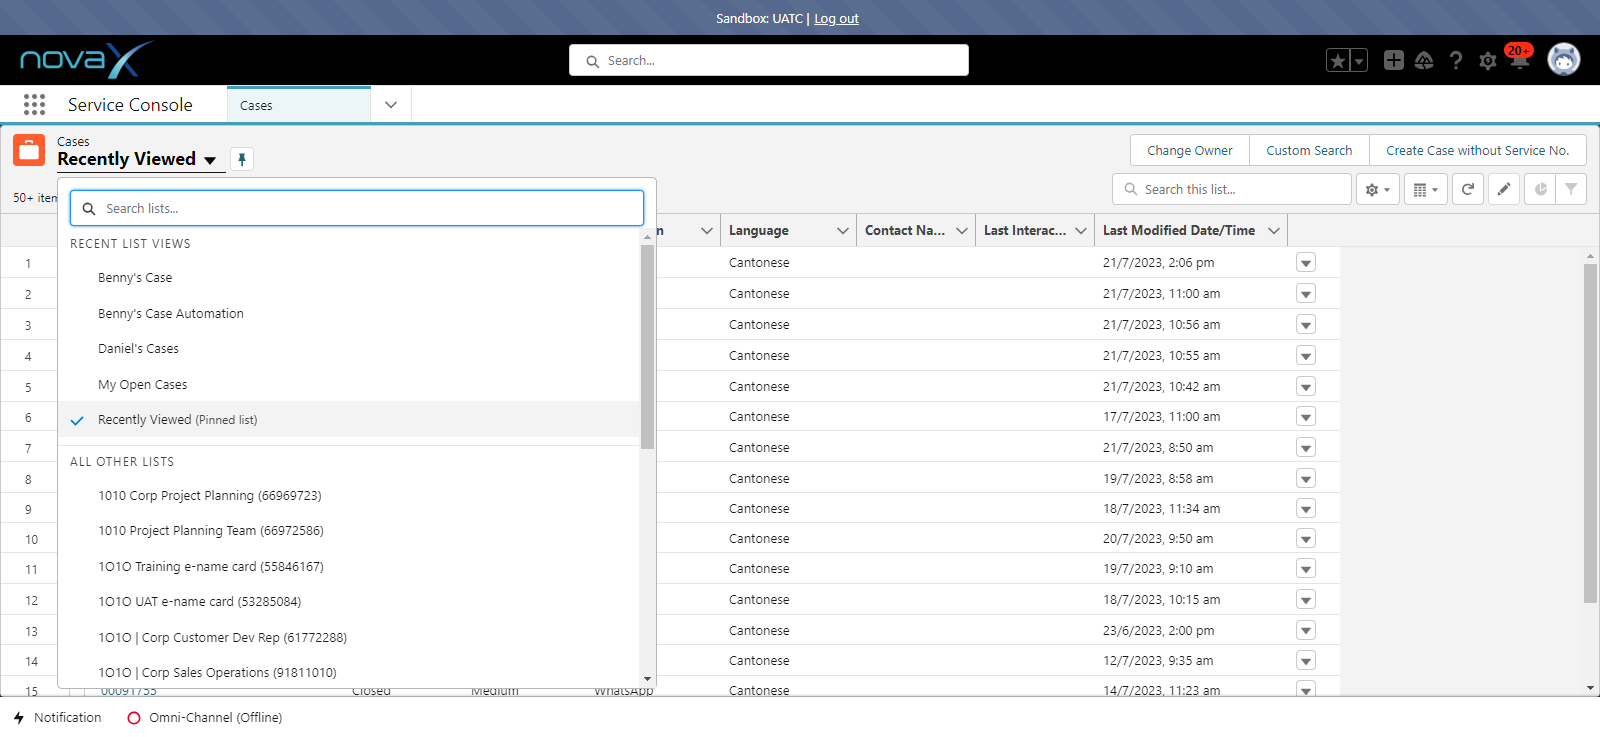 Sandbox: UATC | Log out
novaX
Search...
20+
Service Console
Cases
Cases
Recently Viewed
Change Owner
Custom Search
Create Case without Service No.
50+ item
Search this list...
Search lists...
RECENT LIST VIEWS
Benny's Case
Benny's Case Automation
Daniel's Cases
My Open Cases
Recently Viewed (Pinned list)
ALL OTHER LISTS
1010 Corp Project Planning (66969723)
1010 Project Planning Team (66972586)
1O1O Training e-name card (55846167)
1O1O UAT e-name card (53285084)
1O1O | Corp Customer Dev Rep (61772288)
1O1O | Corp Sales Operations (91811010)
n Language Contact Na... Last Interac... Last Modified Date/Time
1 Cantonese 21/7/2023, 2:06 pm
2 Cantonese 21/7/2023, 11:00 am
3 Cantonese 21/7/2023, 10:56 am
4 Cantonese 21/7/2023, 10:55 am
5 Cantonese 21/7/2023, 10:42 am
6 Cantonese 17/7/2023, 11:00 am
7 Cantonese 21/7/2023, 8:50 am
8 Cantonese 19/7/2023, 8:58 am
9 Cantonese 18/7/2023, 11:34 am
10 Cantonese 20/7/2023, 9:50 am
11 Cantonese 19/7/2023, 9:10 am
12 Cantonese 18/7/2023, 10:15 am
13 Cantonese 23/6/2023, 2:00 pm
14 Cantonese 12/7/2023, 9:35 am
15 00091755 Closed Medium WhatsApp Cantonese 14/7/2023, 11:23 am
Notification
Omni-Channel (Offline)